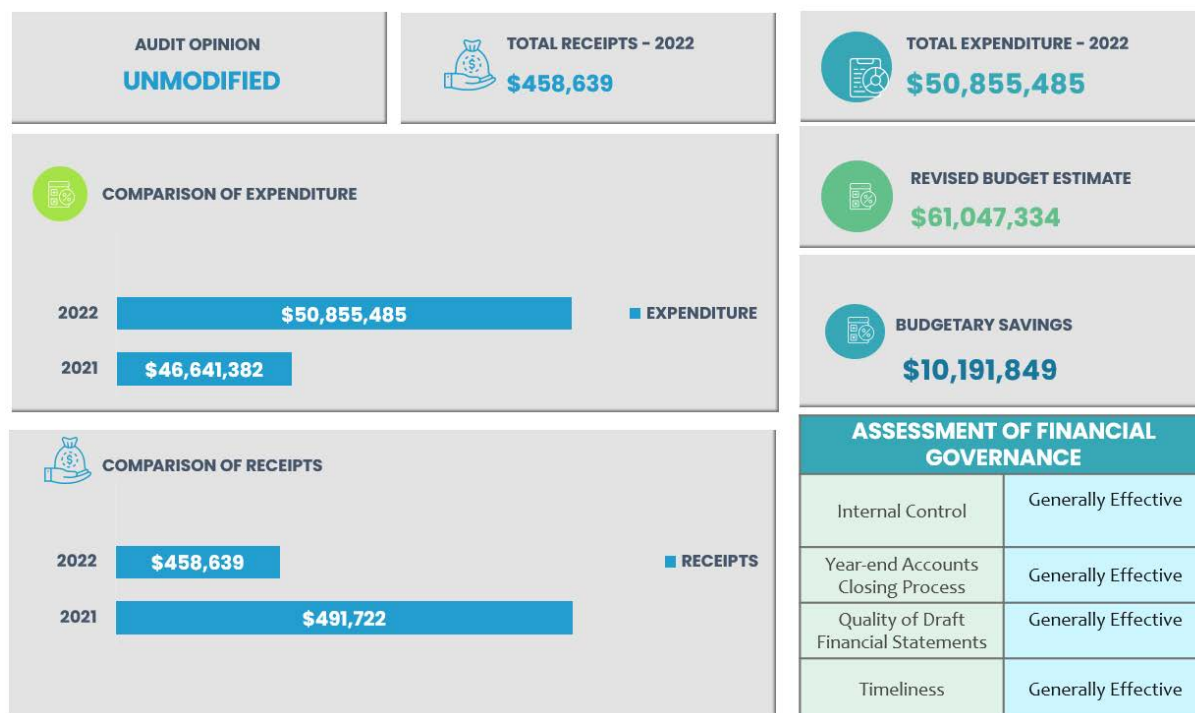 AUDIT OPINION
UNMODIFIED
TOTAL RECEIPTS - 2022
$458,639
TOTAL EXPENDITURE - 2022
$50,855,485
COMPARISON OF EXPENDITURE
2022
$50,855,485
EXPENDITURE
2021
$46,641,382
REVISED BUDGET ESTIMATE
$61,047,334
BUDGETARY SAVINGS
$10,191,849
COMPARISON OF RECEIPTS
2022
$458,639
RECEIPTS
2021
$491,722
ASSESSMENT OF FINANCIAL
GOVERNANCE
Internal Control
Generally Effective
Year-end Accounts
Closing Process
Generally Effective
Quality of Draft
Financial Statements
Generally Effective
Timeliness
Generally Effective